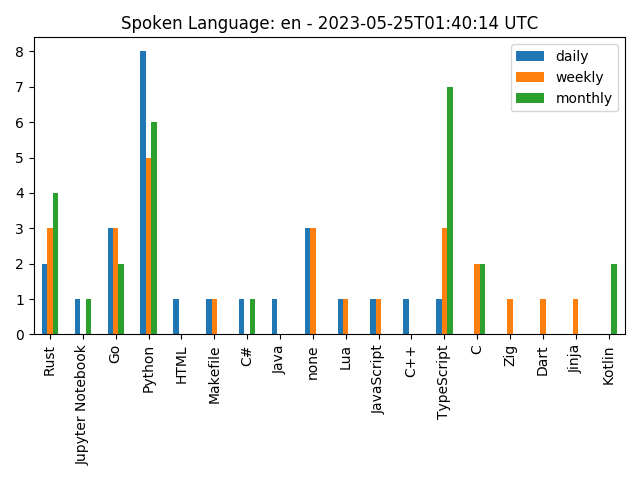 Spoken Language: en - 2023-05-25T01:40:14 UTC
daily
weekly
monthly
8
7
6
5
4
3
2
1
0
Rust
Jupyter Notebook
Go
Python
HTML
Makefile
C#
Java
none
Lua
JavaScript
C++
TypeScript
C
Zig
Dart
Jinja
Kotlin